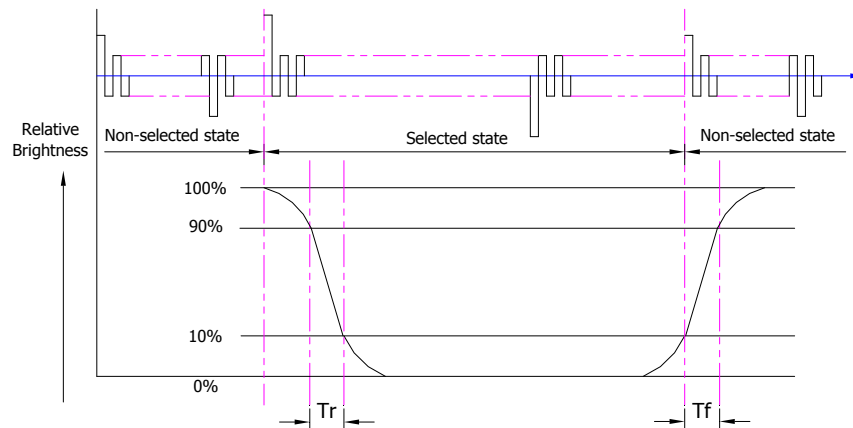 Relative
Brightness
Non-selected state
Selected state
Non-selected state
100%
90%
10%
0%
Tr
Tf